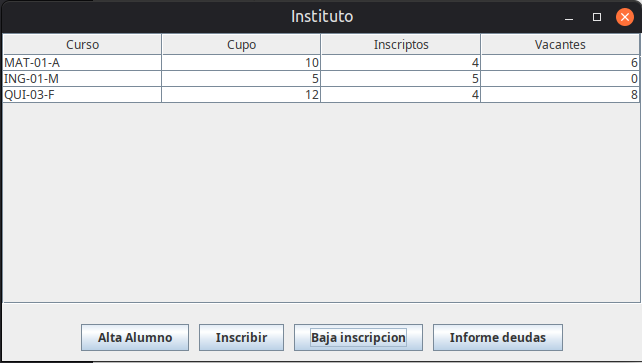 Instituto
Curso Cupo Inscriptos Vacantes
MAT-01-A 10 4 6
ING-01-M 5 5 0
QUI-03-F 12 4 8
Alta Alumno Inscribir Baja inscripcion Informe deudas